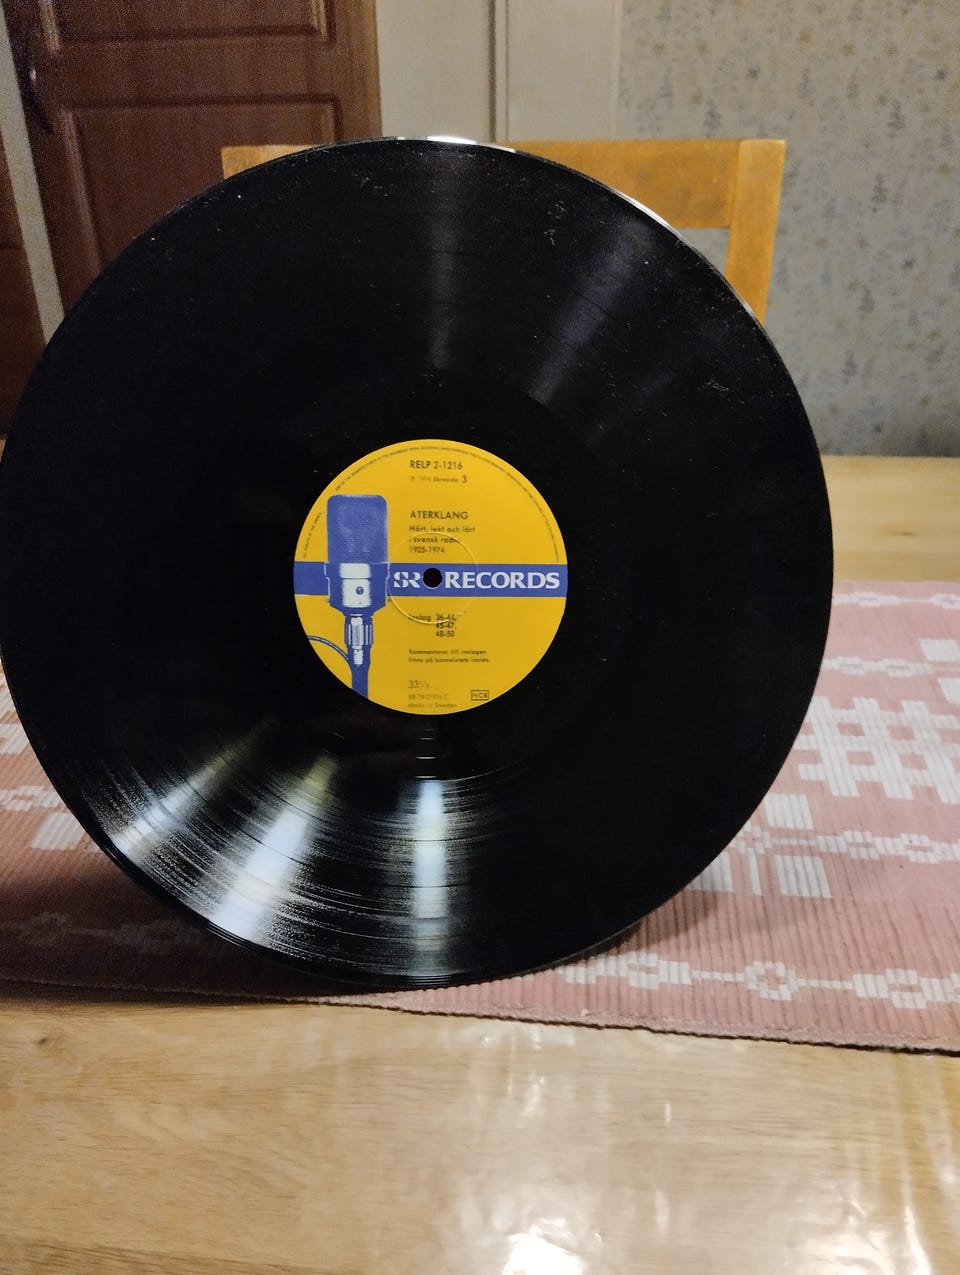 RELP 2-1216
℗ 1974 Skivsida 3
ÅTERKLANG
Hört, lekt och lärt
i svensk radio
1925-1974
SR RECORDS
Inslag 36-44,
45-47,
48-50
Kommentarer till inslagen
finns på konvolutets insida.
33⅓
NCB
Made in Sweden